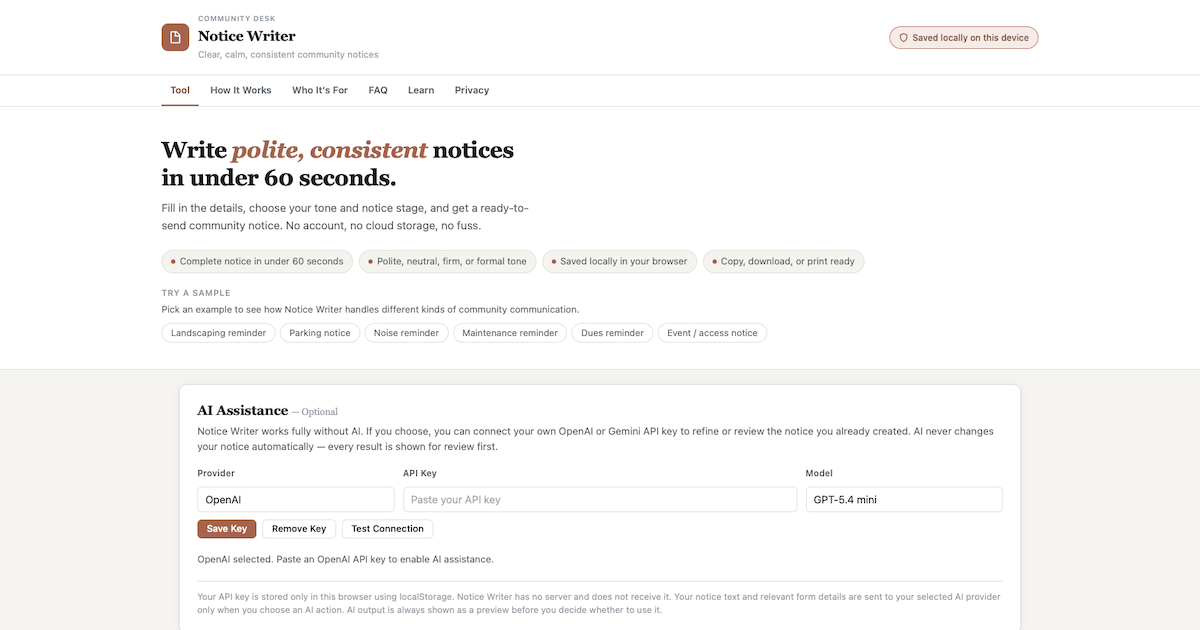 COMMUNITY DESK
Notice Writer
Clear, calm, consistent community notices
Saved locally on this device
Tool
How It Works
Who It's For
FAQ
Learn
Privacy
Write polite, consistent notices
in under 60 seconds.
Fill in the details, choose your tone and notice stage, and get a ready-to-
send community notice. No account, no cloud storage, no fuss.
Complete notice in under 60 seconds
Polite, neutral, firm, or formal tone
Saved locally in your browser
Copy, download, or print ready
TRY A SAMPLE
Pick an example to see how Notice Writer handles different kinds of community communication.
Landscaping reminder
Parking notice
Noise reminder
Maintenance reminder
Dues reminder
Event / access notice
AI Assistance — Optional
Notice Writer works fully without AI. If you choose, you can connect your own OpenAI or Gemini API key to refine or review the notice you already created. AI never changes
your notice automatically — every result is shown for review first.
Provider
API Key
Model
OpenAI
Paste your API key
GPT-5.4 mini
Save Key
Remove Key
Test Connection
OpenAI selected. Paste an OpenAI API key to enable AI assistance.
Your API key is stored only in this browser using localStorage. Notice Writer has no server and does not receive it. Your notice text and relevant form details are sent to your selected AI provider
only when you choose an AI action. AI output is always shown as a preview before you decide whether to use it.